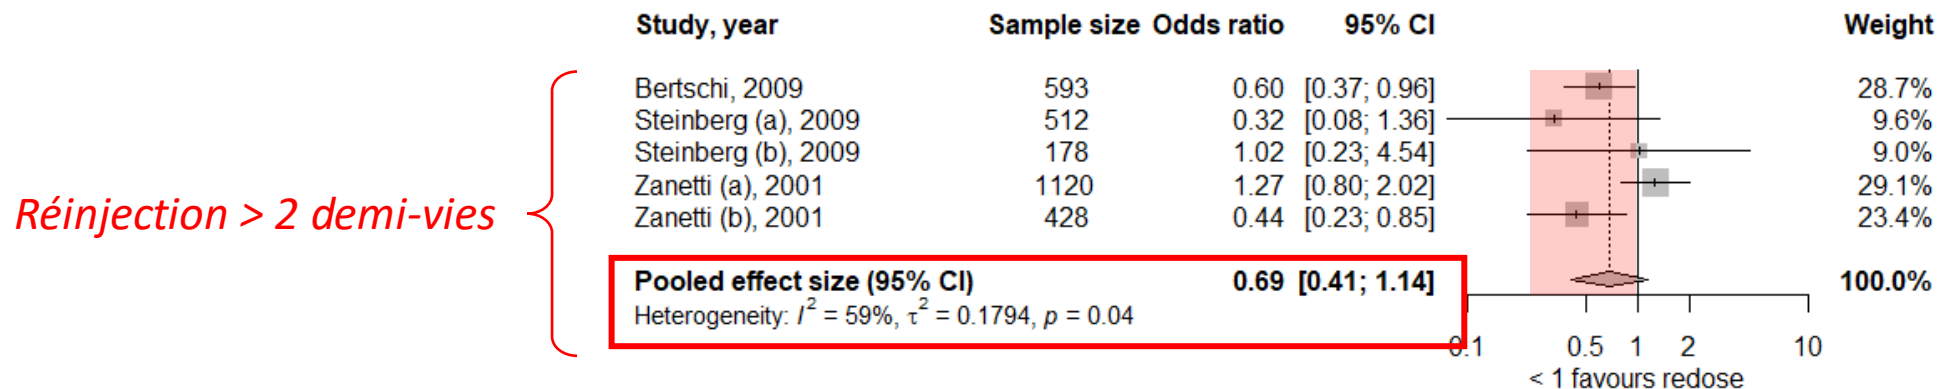 Study, year Sample size Odds ratio 95% CI Weight
Bertschi, 2009 593 0.60 [0.37; 0.96] 28.7%
Steinberg (a), 2009 512 0.32 [0.08; 1.36] 9.6%
Steinberg (b), 2009 178 1.02 [0.23; 4.54] 9.0%
Zanetti (a), 2001 1120 1.27 [0.80; 2.02] 29.1%
Réinjection > 2 demi-vies
Zanetti (b), 2001 428 0.44 [0.23; 0.85] 23.4%
Pooled effect size (95% CI) 0.69 [0.41; 1.14] 100.0%
Heterogeneity: I² = 59%, τ² = 0.1794, p = 0.04
0.1 0.5 1 2 10
< 1 favours redose